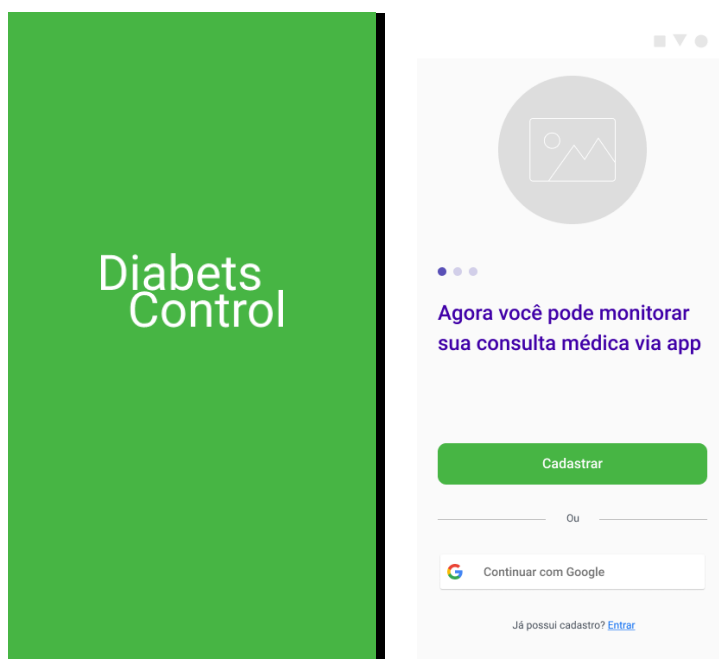 Diabets
Control
Agora você pode monitorar
sua consulta médica via app
Cadastrar
Ou
Continuar com Google
Já possui cadastro? Entrar